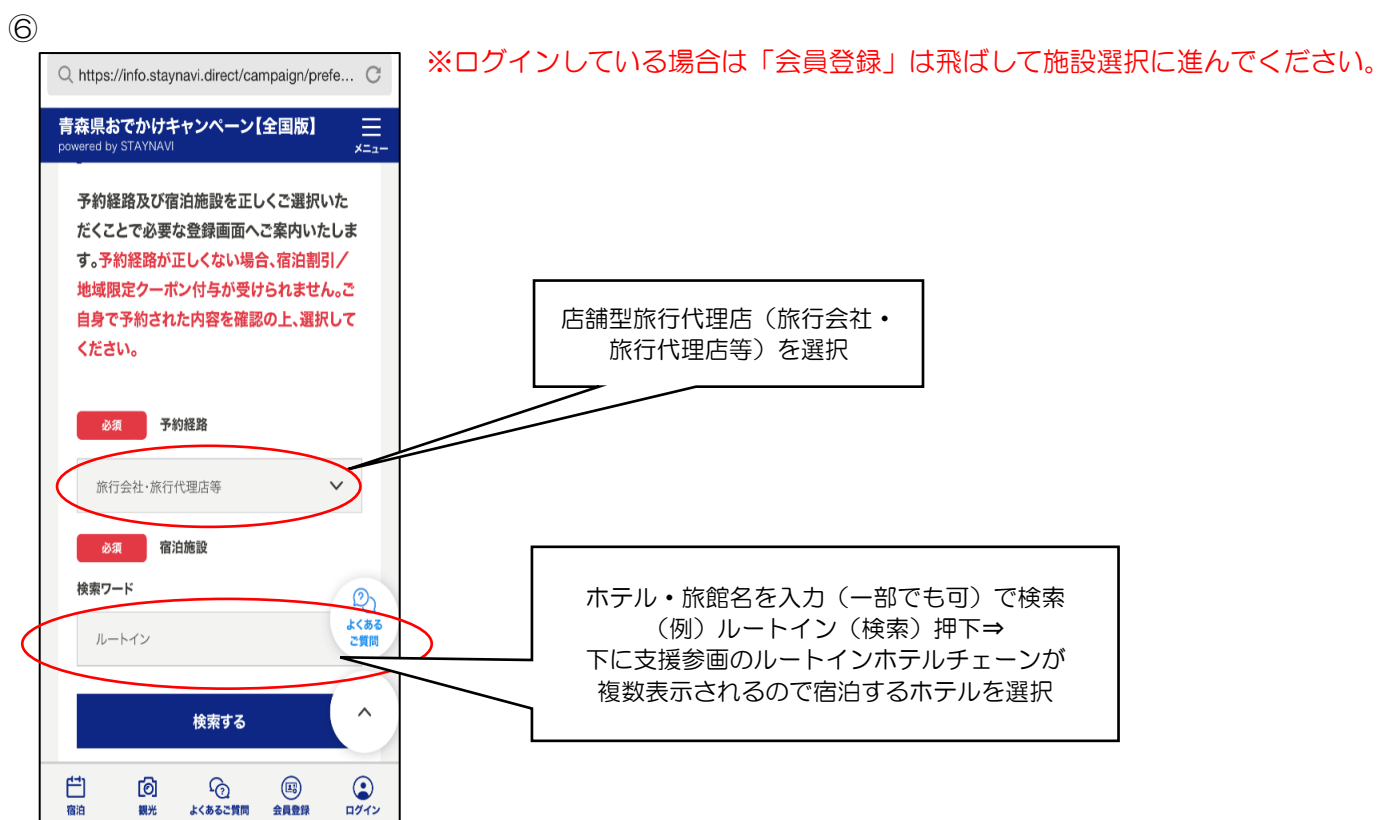 ⑥
※ログインしている場合は「会員登録」は飛ばして施設選択に進んでください。
https://info.staynavi.direct/campaign/prefe...
青森県おでかけキャンペーン【全国版】
powered by STAYNAVI
メニュー
予約経路及び宿泊施設を正しくご選択いた
だくことで必要な登録画面へご案内いたしま
す。予約経路が正しくない場合、宿泊割引/
地域限定クーポン付与が受けられません。ご
自身で予約された内容を確認の上、選択して
ください。
店舗型旅行代理店(旅行会社・
旅行代理店等)を選択
必須 予約経路
旅行会社・旅行代理店等
必須 宿泊施設
検索ワード
ルートイン
よくある
ご質問
ホテル・旅館名を入力(一部でも可)で検索
(例)ルートイン(検索)押下⇒
下に支援参画のルートインホテルチェーンが
複数表示されるので宿泊するホテルを選択
検索する
宿泊 観光 よくあるご質問 会員登録 ログイン